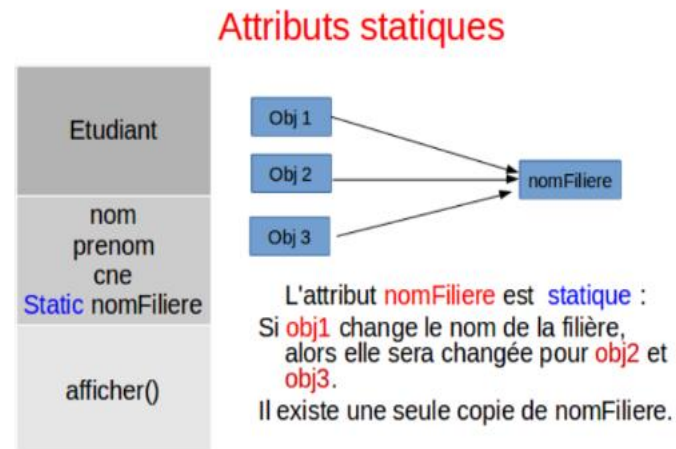 Attributs statiques
Etudiant
nom
prenom
cne
Static nomFiliere
afficher()
Obj 1
Obj 2
Obj 3
nomFiliere
L'attribut nomFiliere est statique :
Si obj1 change le nom de la filière,
alors elle sera changée pour obj2 et
obj3.
Il existe une seule copie de nomFiliere.